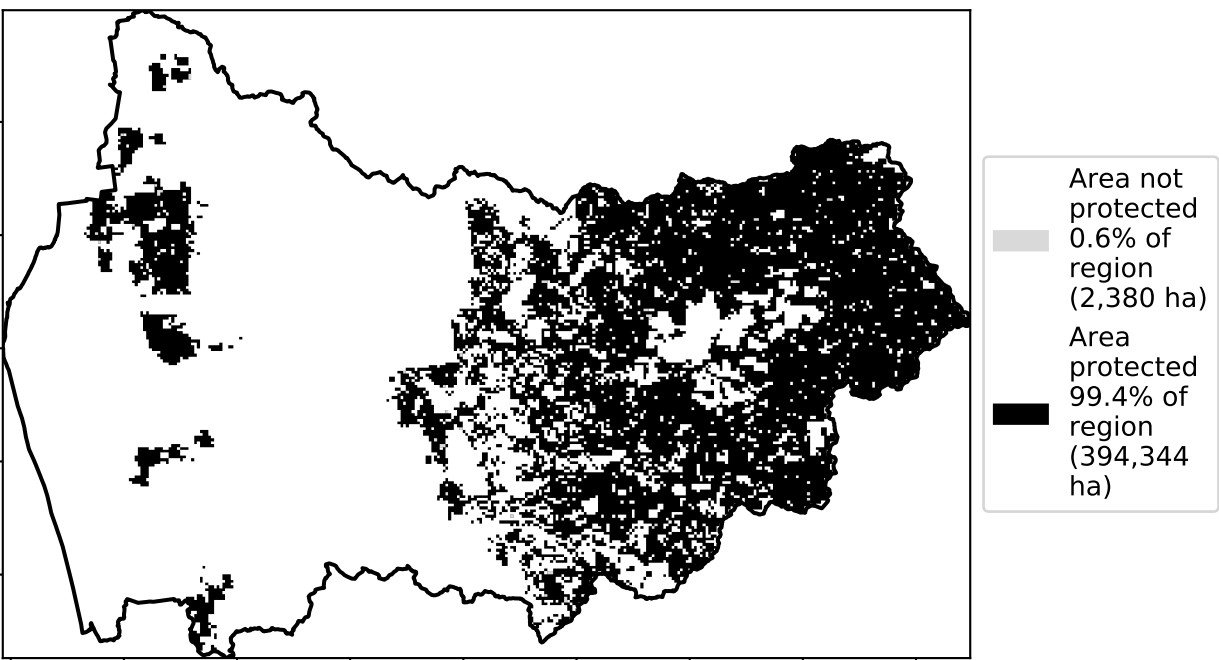 Area not
protected
0.6% of
region
(2,380 ha)
Area
protected
99.4% of
region
(394,344
ha)